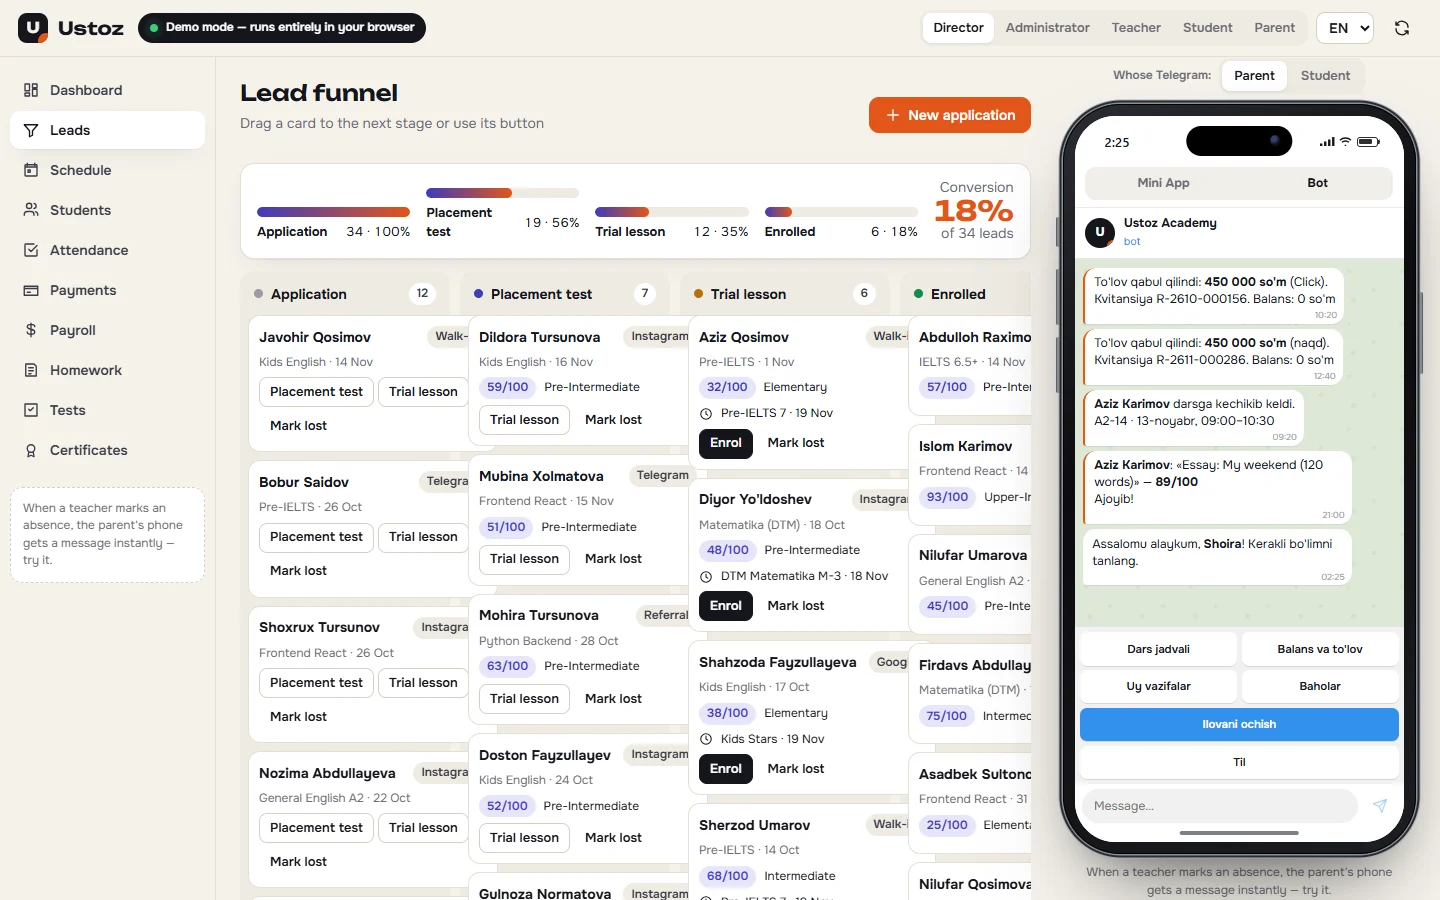 U Ustoz
Demo mode — runs entirely in your browser
Director Administrator Teacher Student Parent
EN
Dashboard
Leads
Schedule
Students
Attendance
Payments
Payroll
Homework
Tests
Certificates
When a teacher marks an
absence, the parent's phone
gets a message instantly —
try it.
Lead funnel
Drag a card to the next stage or use its button
New application
Application 34 · 100%
Placement
test
19 · 56%
Trial lesson 12 · 35%
Enrolled 6 · 18%
Conversion
18%
of 34 leads
Application 12
Javohir Qosimov Walk-
Kids English · 14 Nov
Placement test Trial lesson
Mark lost
Bobur Saidov Telegra
Pre-IELTS · 26 Oct
Placement test Trial lesson
Mark lost
Shoxrux Tursunov Instagra
Frontend React · 26 Oct
Placement test Trial lesson
Mark lost
Nozima Abdullayeva Instagra
General English A2 · 22 Oct
Placement test Trial lesson
Mark lost
Placement test 7
Dildora Tursunova Instagram
Kids English · 16 Nov
59/100 Pre-Intermediate
Trial lesson Mark lost
Mubina Xolmatova Telegram
Frontend React · 15 Nov
51/100 Pre-Intermediate
Trial lesson Mark lost
Mohira Tursunova Referral
Python Backend · 28 Oct
63/100 Pre-Intermediate
Trial lesson Mark lost
Doston Fayzullayev Instagram
Kids English · 24 Oct
52/100 Pre-Intermediate
Trial lesson Mark lost
Gulnoza Normatova Instagram
Trial lesson 6
Aziz Qosimov Walk-i
Pre-IELTS · 1 Nov
32/100 Elementary
Pre-IELTS 7 · 19 Nov
Enrol Mark lost
Diyor Yo'ldoshev Instagra
Matematika (DTM) · 18 Oct
48/100 Pre-Intermediate
DTM Matematika M-3 · 18 Nov
Enrol Mark lost
Shahzoda Fayzullayeva Goog
Kids English · 17 Oct
38/100 Elementary
Kids Stars · 19 Nov
Enrol Mark lost
Sherzod Umarov Walk-i
Pre-IELTS · 14 Oct
68/100 Intermediate
Enrolled
Abdulloh Raximo
IELTS 6.5+ · 14 Nov
57/100 Pre-Inter
Islom Karimov
Frontend React · 14
93/100 Upper-In
Nilufar Umarova
General English A2 ·
45/100 Pre-Inte
Firdavs Abdullay
Matematika (DTM) ·
75/100 Intermed
Asadbek Sultono
Frontend React · 31
25/100 Elementa
Nilufar Qosimova
Whose Telegram: Parent Student
2:25
Mini App Bot
U Ustoz Academy
bot
To'lov qabul qilindi: 450 000 so'm (Click).
Kvitansiya R-2610-000156. Balans: 0 so'm
10:20
To'lov qabul qilindi: 450 000 so'm (naqd).
Kvitansiya R-2611-000286. Balans: 0 so'm
12:40
Aziz Karimov darsga kechikib keldi.
A2-14 · 13-noyabr, 09:00–10:30
09:20
Aziz Karimov: «Essay: My weekend (120
words)» — 89/100
Ajoyib!
21:00
Assalomu alaykum, Shoira! Kerakli bo'limni
tanlang.
02:25
Dars jadvali Balans va to'lov
Uy vazifalar Baholar
Ilovani ochish
Til
Message...
When a teacher marks an absence, the parent's phone
gets a message instantly — try it.